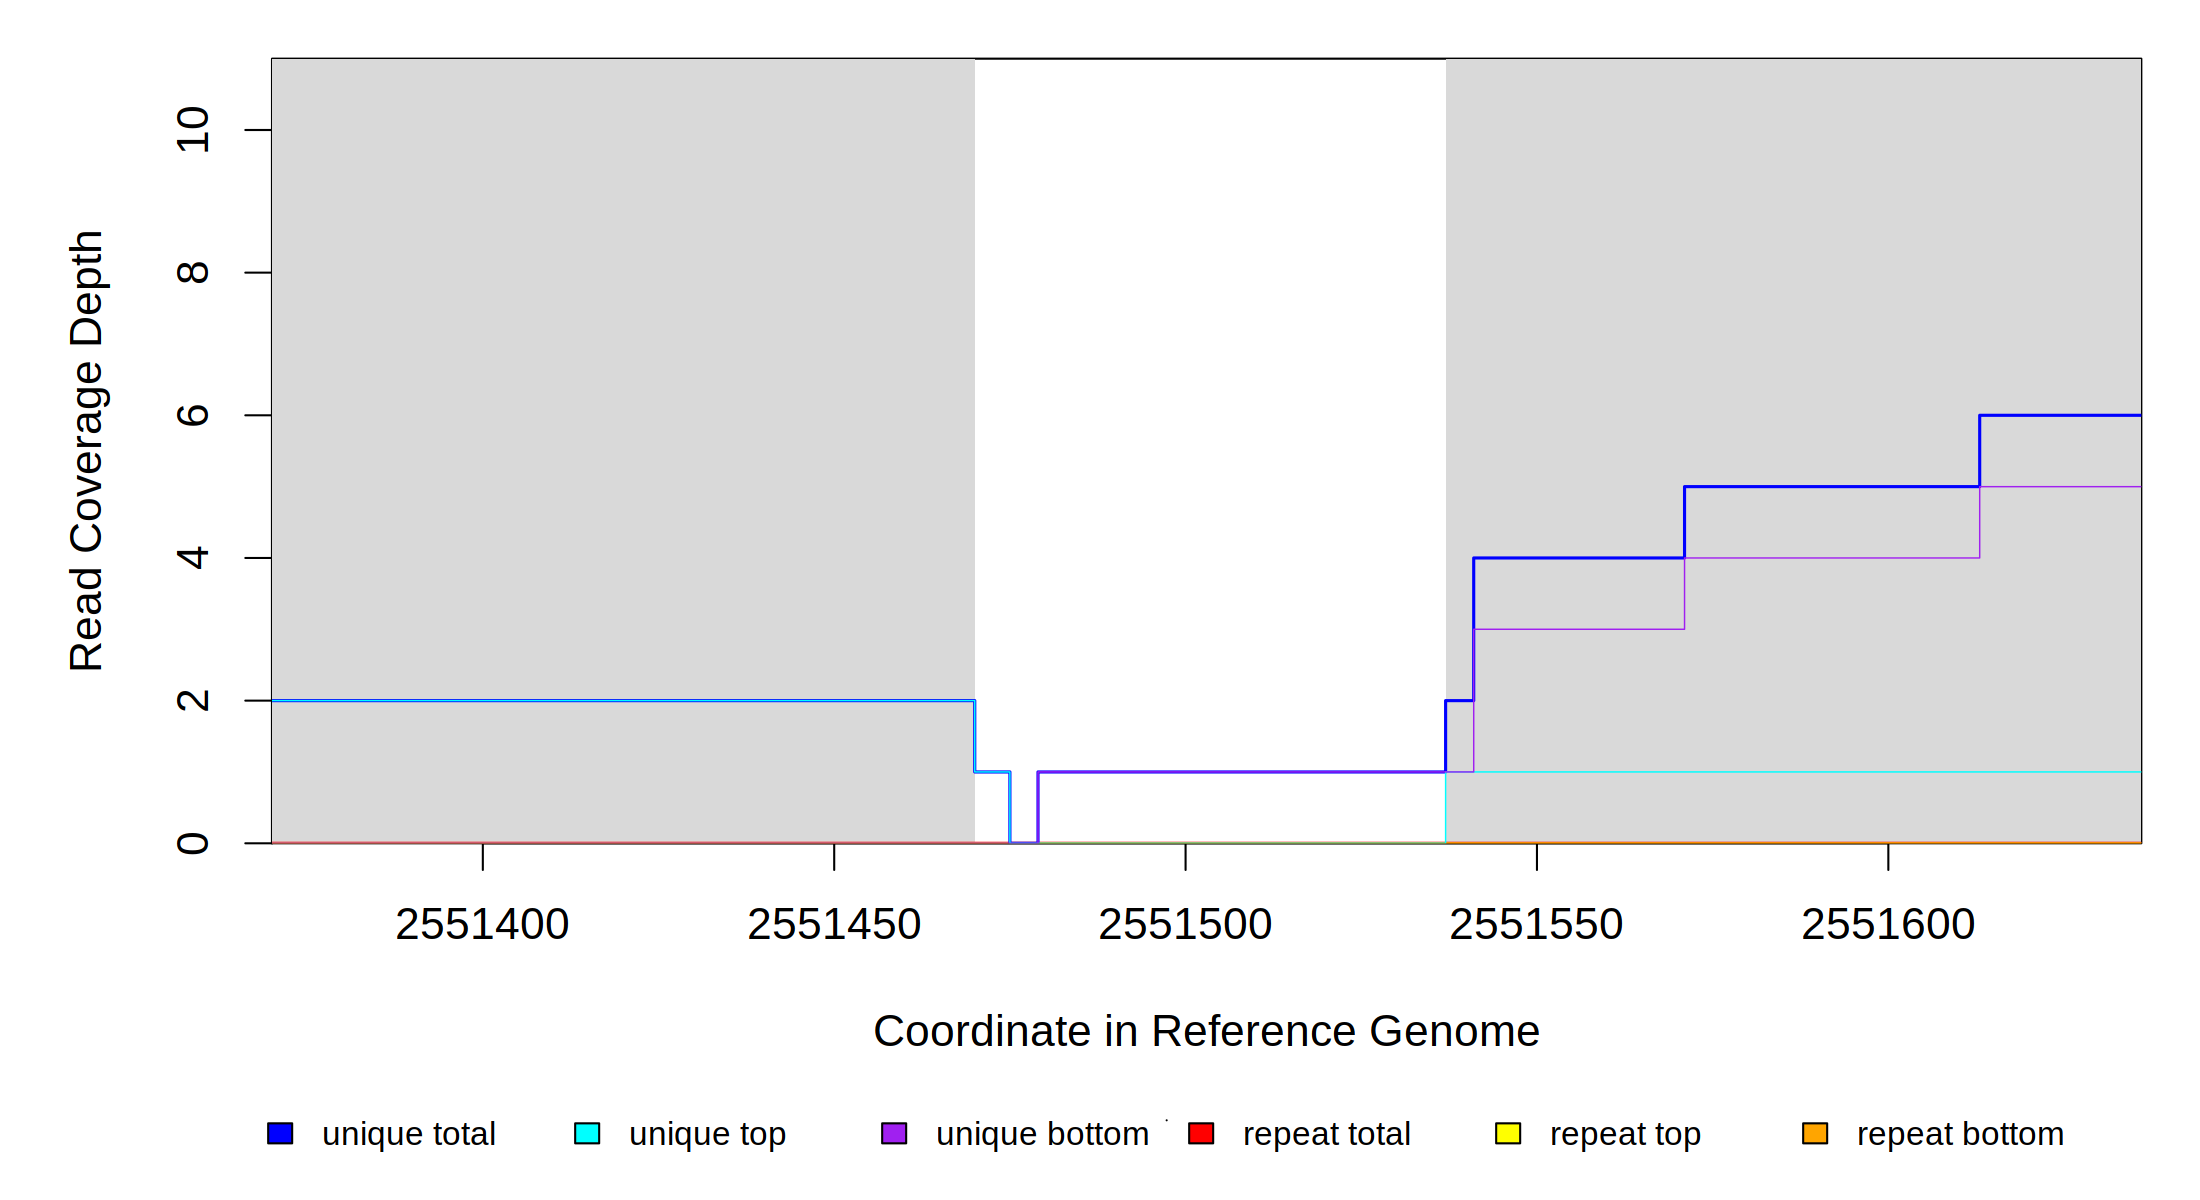 Read Coverage Depth
10
8
6
4
2
0
2551400 2551450 2551500 2551550 2551600
Coordinate in Reference Genome
unique total unique top unique bottom repeat total repeat top repeat bottom